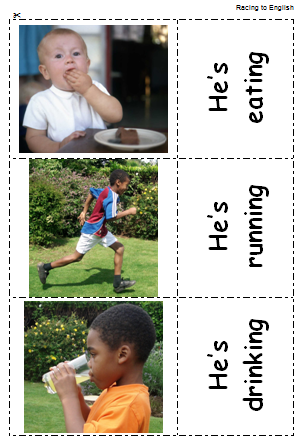 Racing to English
He's
eating
He's
running
He's
drinking